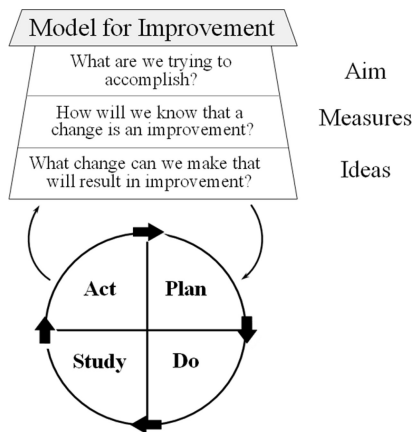 Model for Improvement
What are we trying to
accomplish?
Aim
How will we know that a
change is an improvement?
Measures
What change can we make that
will result in improvement?
Ideas
Act
Plan
Study
Do